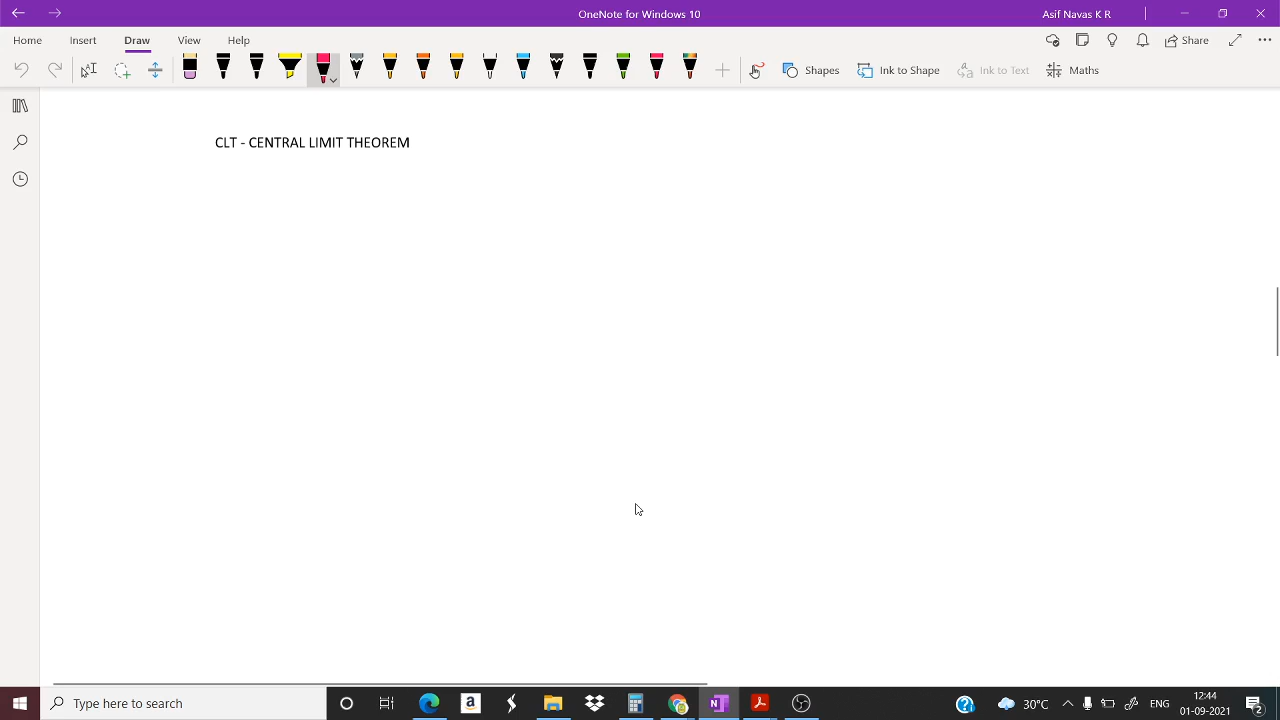 OneNote for Windows 10
Asif Navas K R
Home
Insert
Draw
View
Help
Share
Shapes
Ink to Shape
Ink to Text
Maths
CLT - CENTRAL LIMIT THEOREM
Type here to search
30°C
ENG
12:44
01-09-2021
2